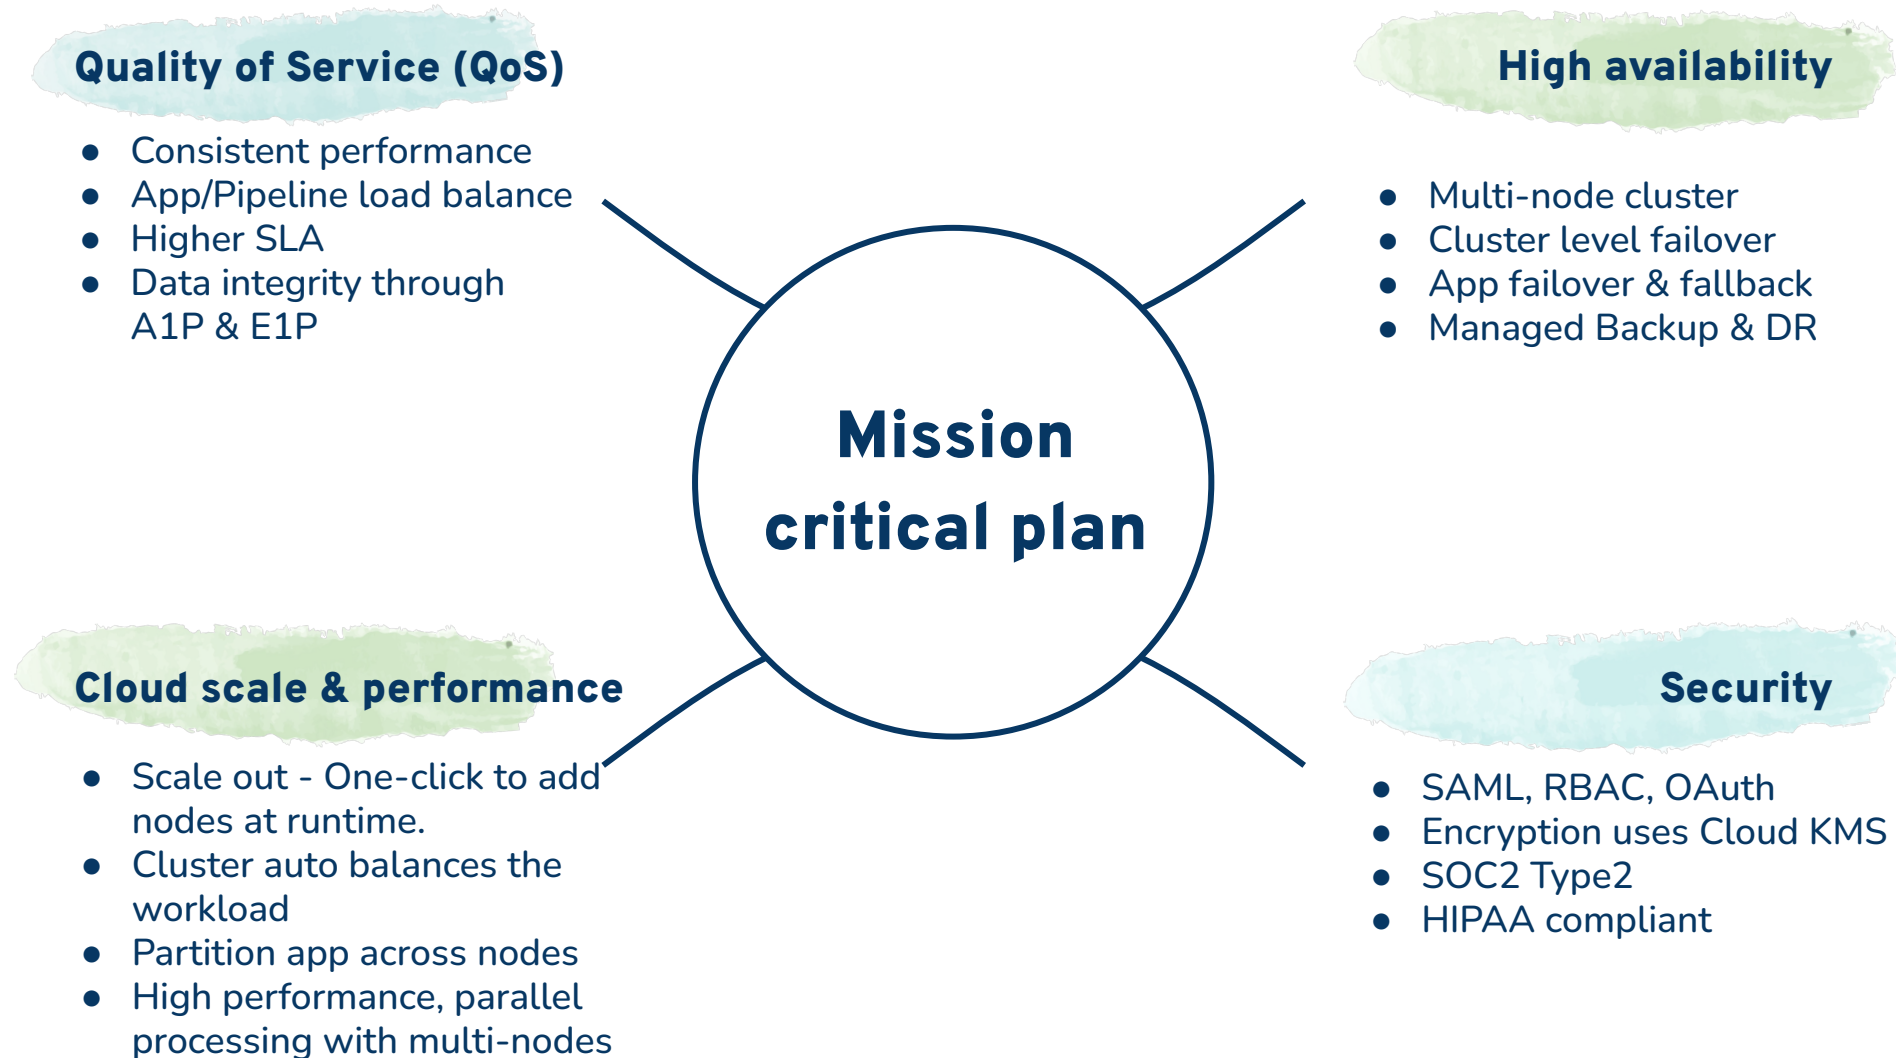 Quality of Service (QoS)
● Consistent performance
● App/Pipeline load balance
● Higher SLA
● Data integrity through
A1P & E1P
High availability
● Multi-node cluster
● Cluster level failover
● App failover & fallback
● Managed Backup & DR
Mission
critical plan
Cloud scale & performance
● Scale out - One-click to add
nodes at runtime.
● Cluster auto balances the
workload
● Partition app across nodes
● High performance, parallel
processing with multi-nodes
Security
● SAML, RBAC, OAuth
● Encryption uses Cloud KMS
● SOC2 Type2
● HIPAA compliant